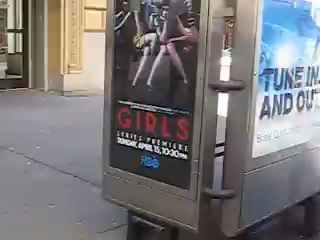 GIRLS
SERIES PREMIERE
SUNDAY, APRIL 15, 10:30PM
HBO
TUNE IN
AND OUT